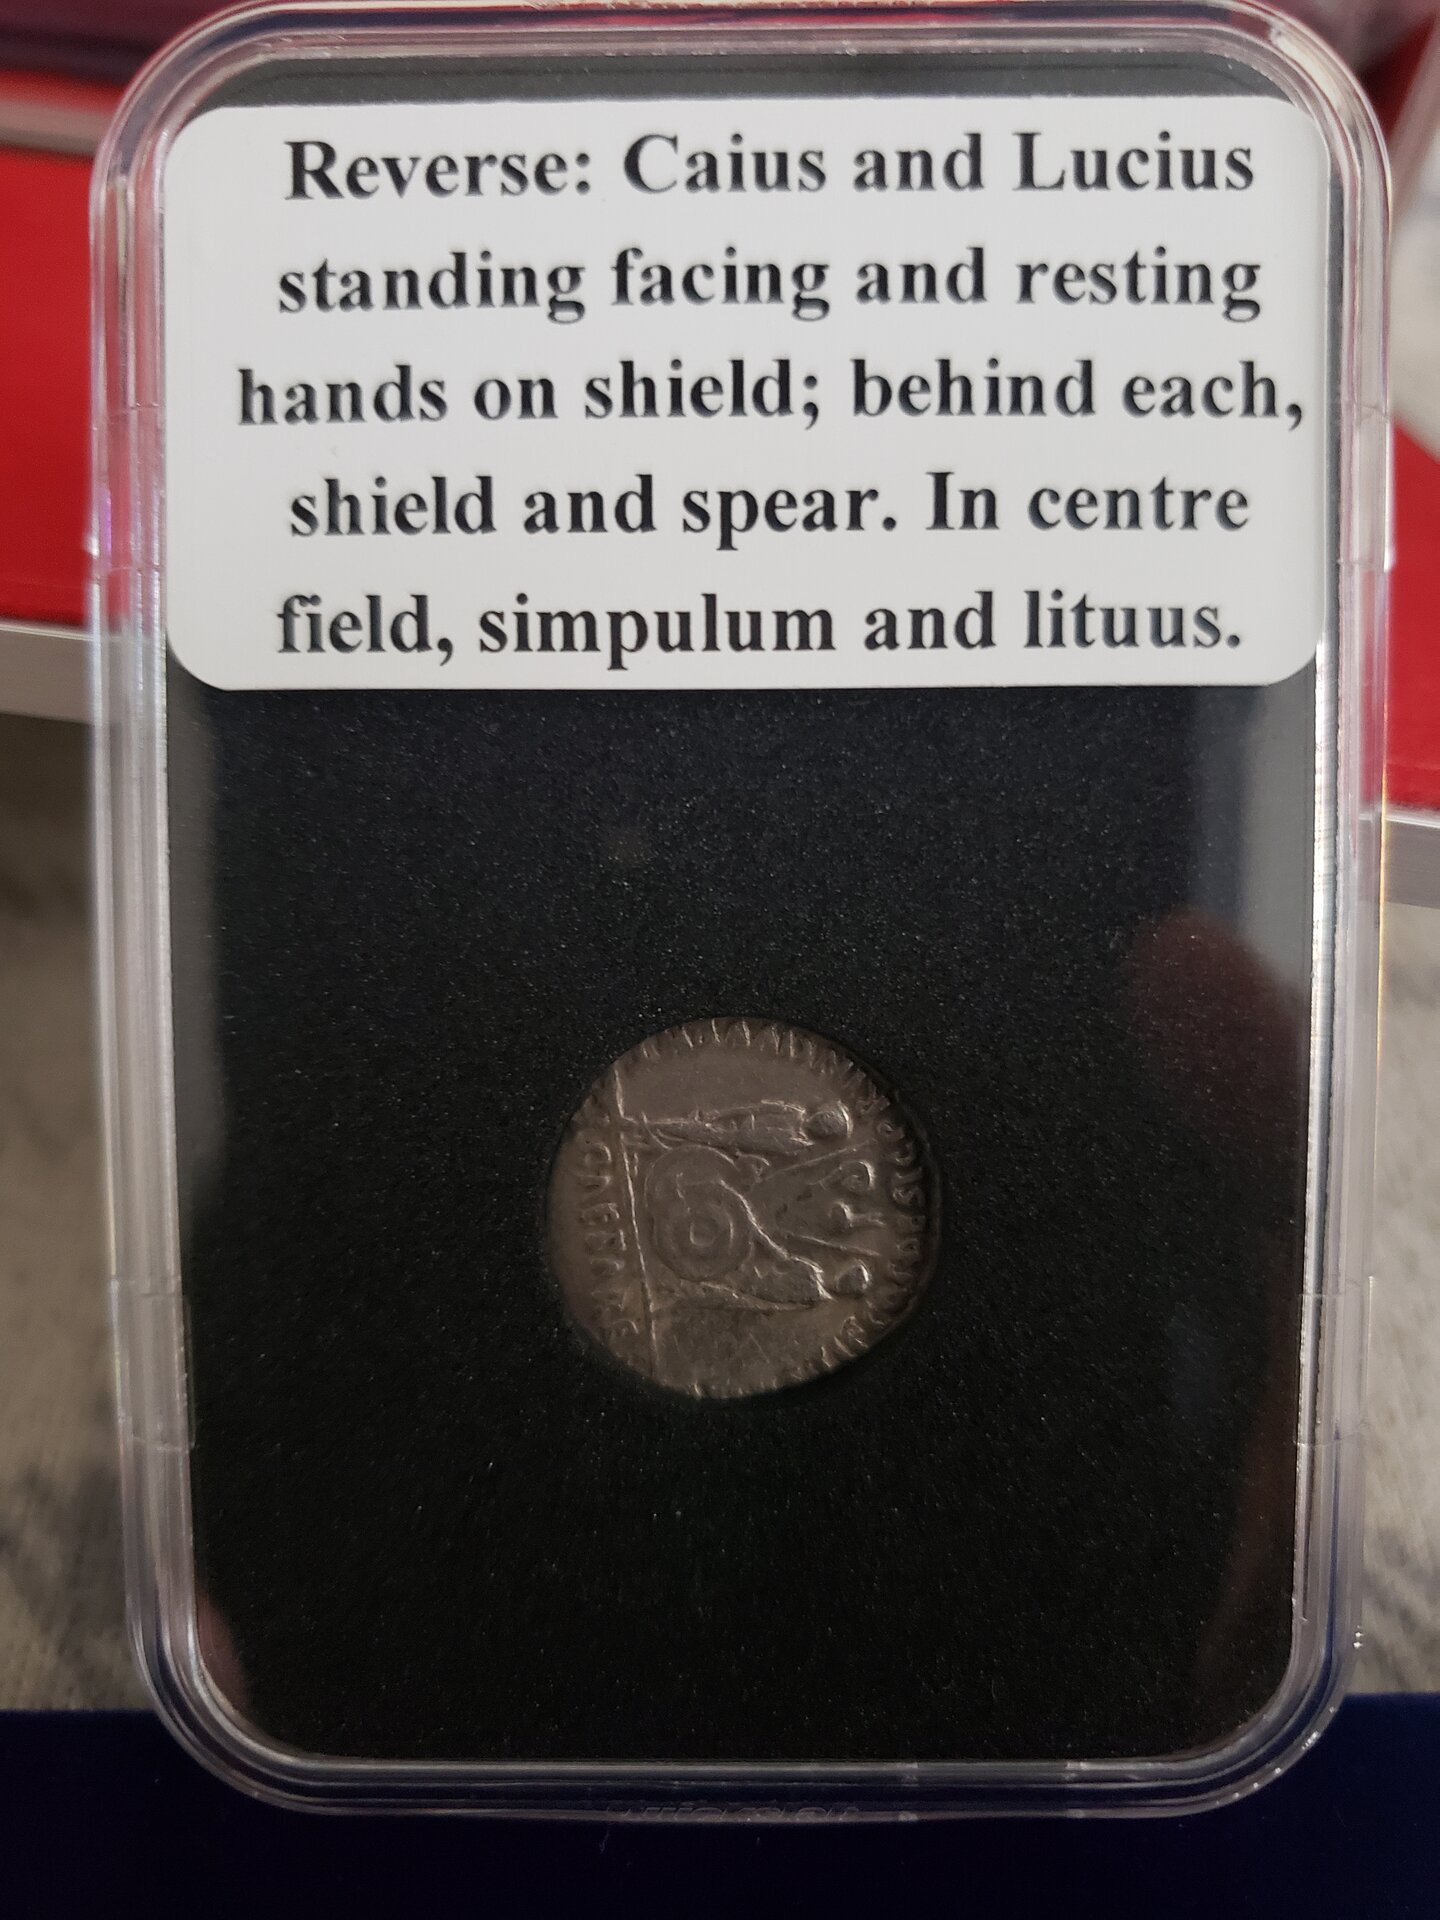 Reverse: Caius and Lucius
standing facing and resting
hands on shield; behind each,
shield and spear. In centre
field, simpulum and lituus.